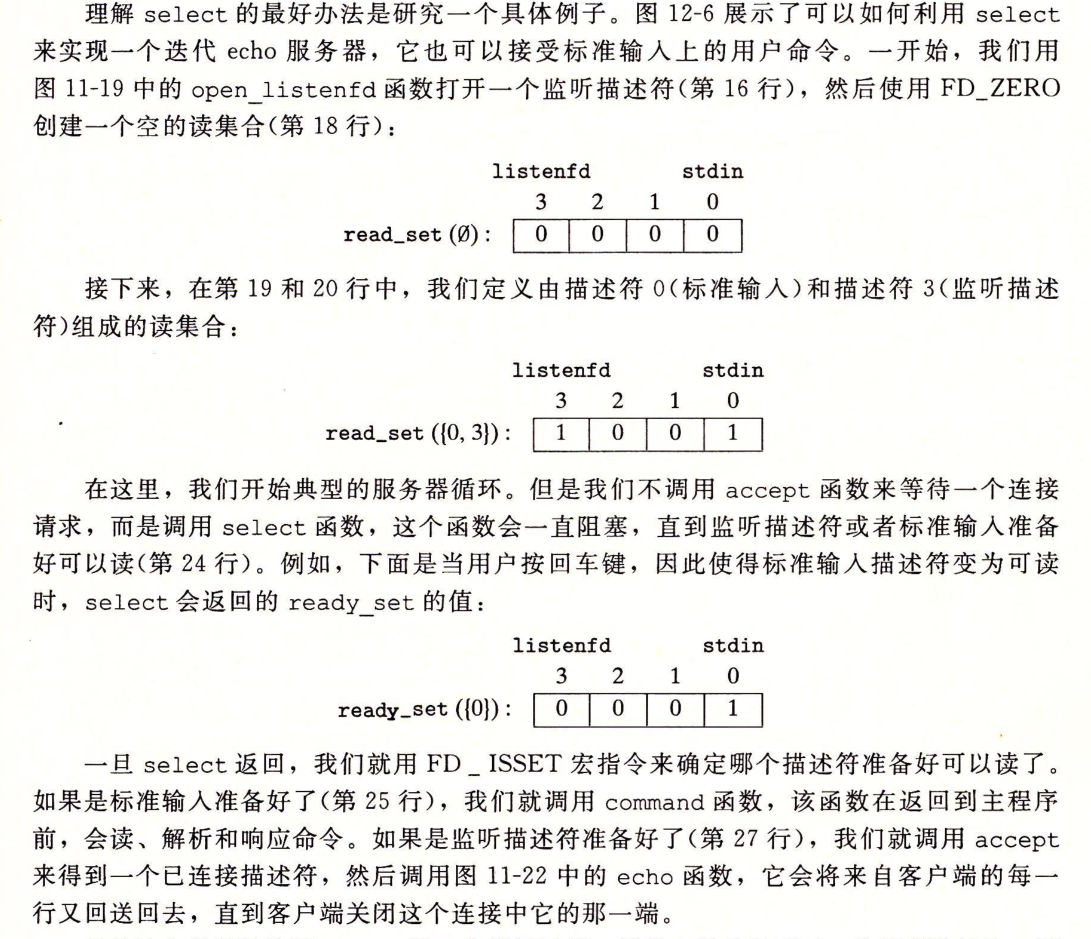 理解 select 的最好办法是研究一个具体例子。图 12-6 展示了可以如何利用 select
来实现一个迭代 echo 服务器，它也可以接受标准输入上的用户命令。一开始，我们用
图 11-19 中的 open_listenfd 函数打开一个监听描述符(第 16 行)，然后使用 FD_ZERO
创建一个空的读集合(第 18 行)：
listenfd stdin
3 2 1 0
read_set (Ø): 0 0 0 0
接下来，在第 19 和 20 行中，我们定义由描述符 0(标准输入)和描述符 3(监听描述
符)组成的读集合：
listenfd stdin
3 2 1 0
read_set ({0, 3}): 1 0 0 1
在这里，我们开始典型的服务器循环。但是我们不调用 accept 函数来等待一个连接
请求，而是调用 select 函数，这个函数会一直阻塞，直到监听描述符或者标准输入准备
好可以读(第 24 行)。例如，下面是当用户按回车键，因此使得标准输入描述符变为可读
时，select 会返回的 ready_set 的值：
listenfd stdin
3 2 1 0
ready_set ({0}): 0 0 0 1
一旦 select 返回，我们就用 FD_ISSET 宏指令来确定哪个描述符准备好可以读了。
如果是标准输入准备好了(第 25 行)，我们就调用 command 函数，该函数在返回到主程序
前，会读、解析和响应命令。如果是监听描述符准备好了(第 27 行)，我们就调用 accept
来得到一个已连接描述符，然后调用图 11-22 中的 echo 函数，它会将来自客户端的每一
行又回送回去，直到客户端关闭这个连接中它的那一端。